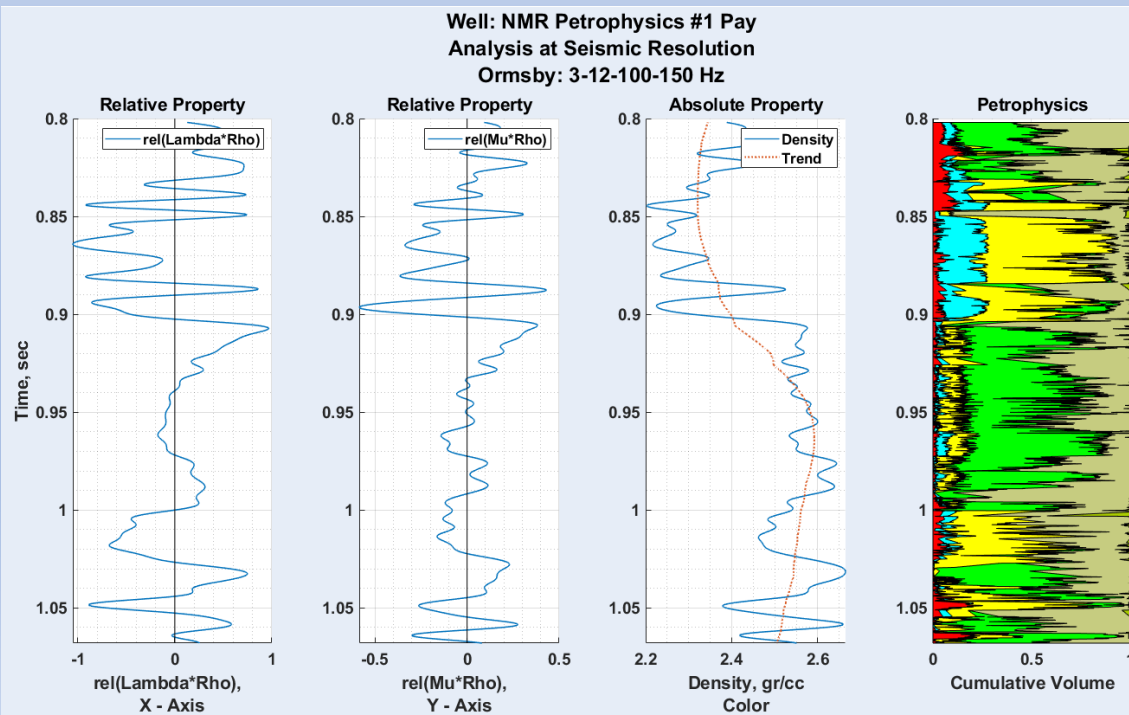 Well: NMR Petrophysics #1 Pay
Analysis at Seismic Resolution
Ormsby: 3-12-100-150 Hz
Relative Property
Relative Property
Absolute Property
Petrophysics
rel(Lambda*Rho)
rel(Mu*Rho)
Density
Trend
Time, sec
0.8
0.85
0.9
0.95
1
1.05
0.8
0.85
0.9
0.95
1
1.05
0.8
0.85
0.9
0.95
1
1.05
0.8
0.85
0.9
0.95
1
1.05
-1
0
1
-0.5
0
0.5
2.2
2.4
2.6
0
0.5
1
rel(Lambda*Rho),
X - Axis
rel(Mu*Rho),
Y - Axis
Density, gr/cc
Color
Cumulative Volume